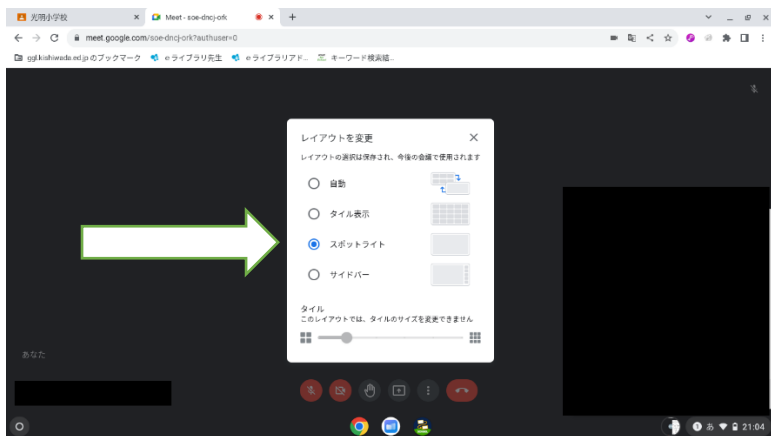 光明小学校
Meet - soe-dncj-ork
meet.google.com/soe-dncj-ork?authuser=0
ggl.kishiwada.ed.jp のブックマーク
eライブラリ先生
eライブラリアド...
キーワード検索結...
レイアウトを変更
レイアウトの選択は保存され、今後の会議で使用されます
自動
タイル表示
スポットライト
サイドバー
タイル
このレイアウトでは、タイルのサイズを変更できません
あなた
1 あ 21:04